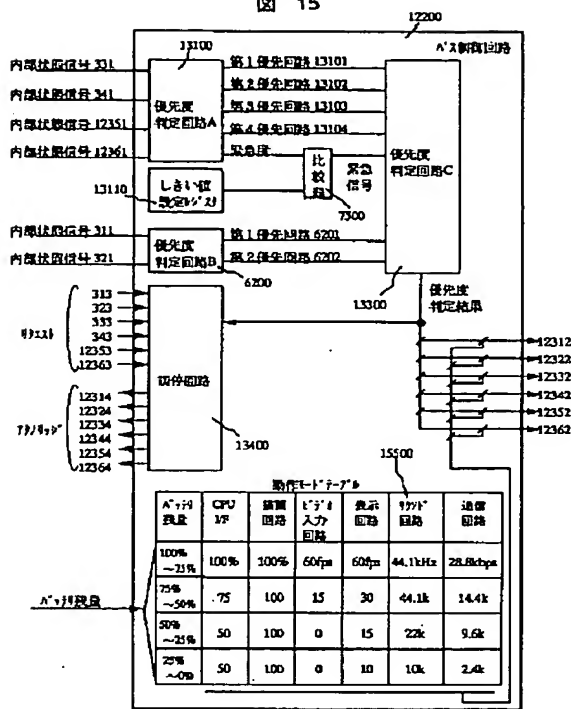 図 15
12200
バス制御回路
13100
内部状態信号 331
内部状態信号 341
内部状態信号 12351
内部状態信号 12361
優先度
判定回路A
第1優先回路 13101
第2優先回路 13102
第3優先回路 13103
第4優先回路 13104
緊急度
比較器
7300
緊急
信号
優先度
判定回路C
13110
しきい値
設定レジスタ
内部状態信号 311
内部状態信号 321
優先度
判定回路B
第1優先回路 6201
第2優先回路 6202
6200
13300
優先度
判定結果
リクエスト
313
323
333
343
12353
12363
調停回路
アクノリッジ
12314
12324
12334
12344
12354
12364
13400
12312
12322
12332
12342
12352
12362
15500
動作モードテーブル
バッテリ残量 CPU I/F 描画回路 ビデオ入力回路 表示回路 サウンド回路 通信回路
100%～75% 100% 100% 60fps 60fps 44.1kHz 28.8kbps
75%～50% 75 100 15 30 44.1k 14.4k
50%～25% 50 100 0 15 22k 9.6k
25%～0% 50 100 0 10 10k 2.4k
バッテリ残量